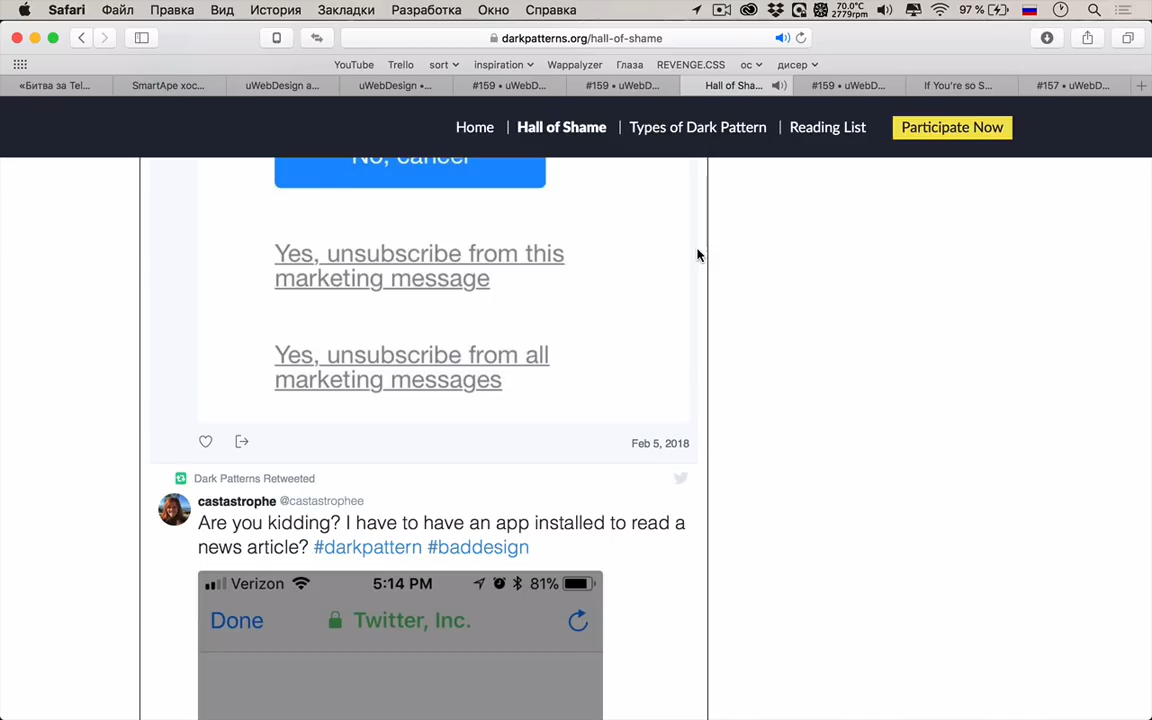 Safari Файл Правка Вид История Закладки Разработка Окно Справка 70.0°C 2779rpm 97 %
darkpatterns.org/hall-of-shame
YouTube Trello sort inspiration Wappalyzer Глаза REVENGE.CSS ос дисер
«Битва за Tel... SmartApe хос... uWebDesign a... uWebDesign •... #159 • uWebD... #159 • uWebD... Hall of Sha... #159 • uWebD... If You're so S... #157 • uWebD...
Home | Hall of Shame | Types of Dark Pattern | Reading List Participate Now
No, cancel
Yes, unsubscribe from this
marketing message
Yes, unsubscribe from all
marketing messages
Feb 5, 2018
Dark Patterns Retweeted
castastrophe @castastrophee
Are you kidding? I have to have an app installed to read a
news article? #darkpattern #baddesign
Verizon 5:14 PM 81%
Done Twitter, Inc.